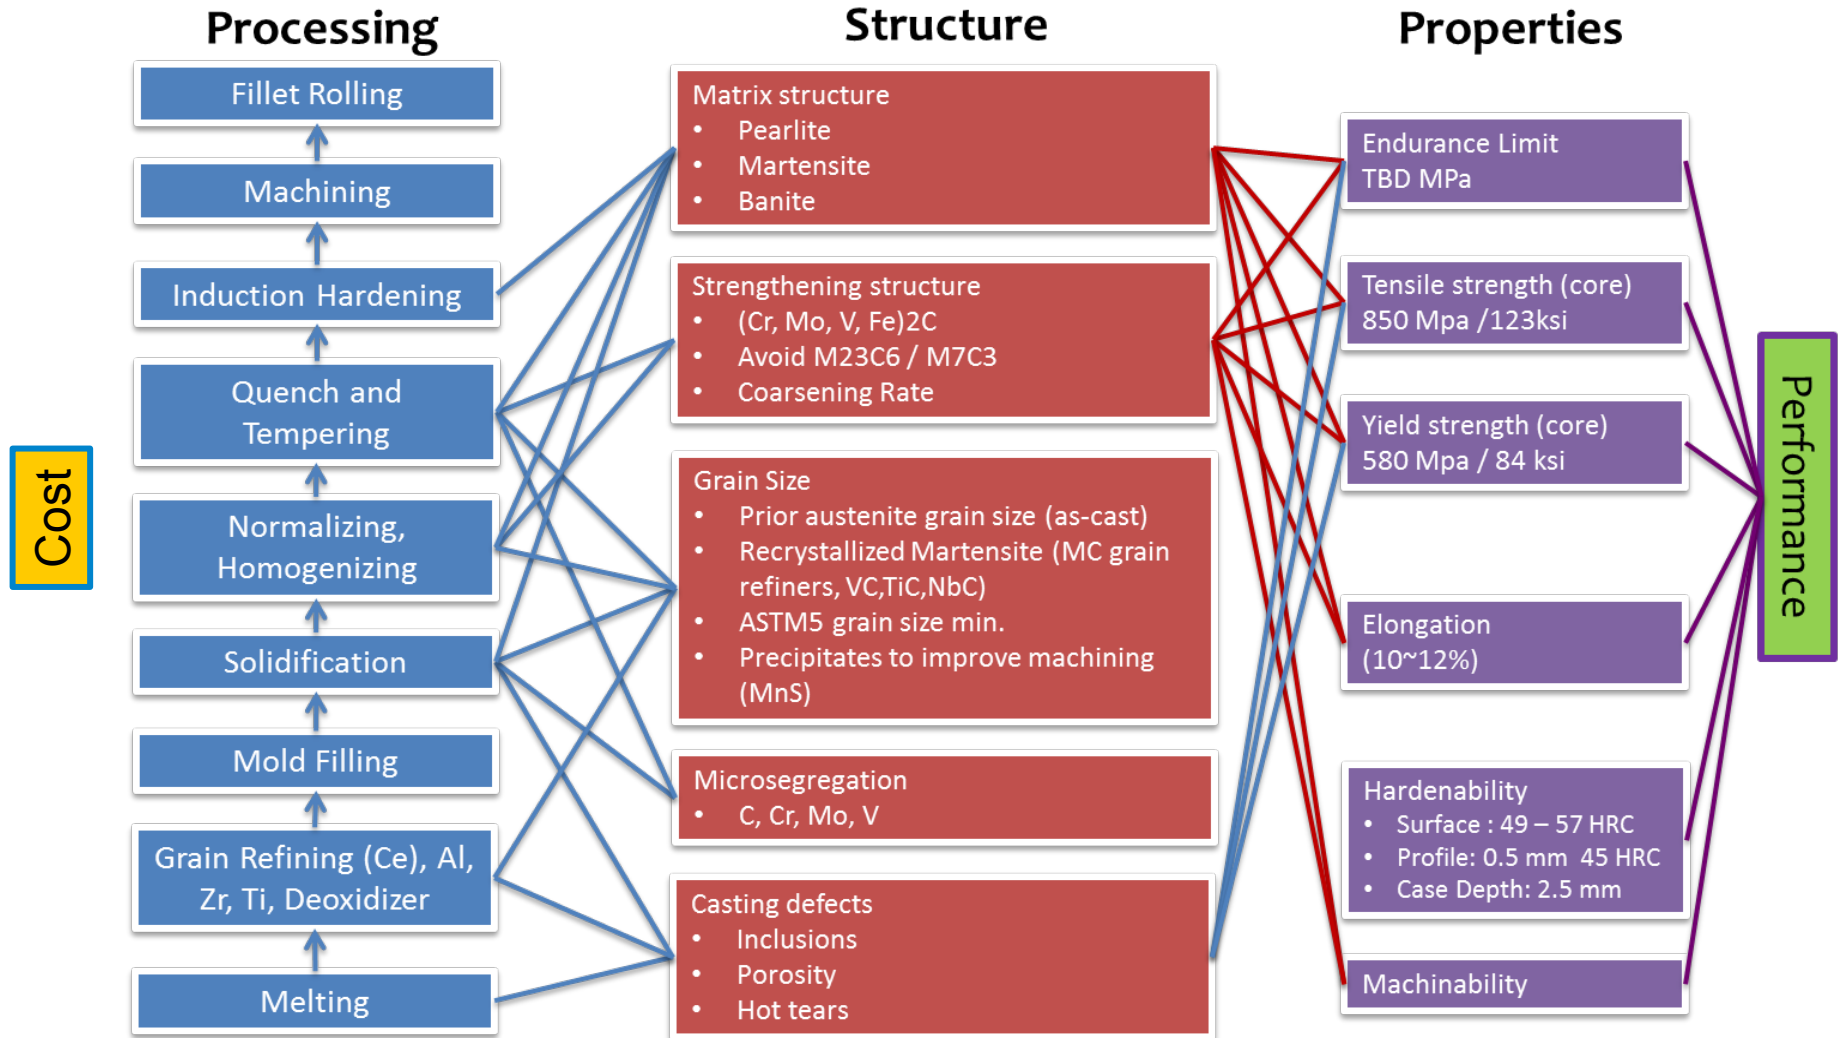 Processing
Structure
Properties
Cost
Fillet Rolling
Machining
Induction Hardening
Quench and
Tempering
Normalizing,
Homogenizing
Solidification
Mold Filling
Grain Refining (Ce), Al,
Zr, Ti, Deoxidizer
Melting
Matrix structure
• Pearlite
• Martensite
• Banite
Strengthening structure
• (Cr, Mo, V, Fe)2C
• Avoid M23C6 / M7C3
• Coarsening Rate
Grain Size
• Prior austenite grain size (as-cast)
• Recrystallized Martensite (MC grain
refiners, VC,TiC,NbC)
• ASTM5 grain size min.
• Precipitates to improve machining
(MnS)
Microsegregation
• C, Cr, Mo, V
Casting defects
• Inclusions
• Porosity
• Hot tears
Endurance Limit
TBD MPa
Tensile strength (core)
850 Mpa /123ksi
Yield strength (core)
580 Mpa / 84 ksi
Elongation
(10~12%)
Hardenability
• Surface : 49 – 57 HRC
• Profile: 0.5 mm 45 HRC
• Case Depth: 2.5 mm
Machinability
Performance